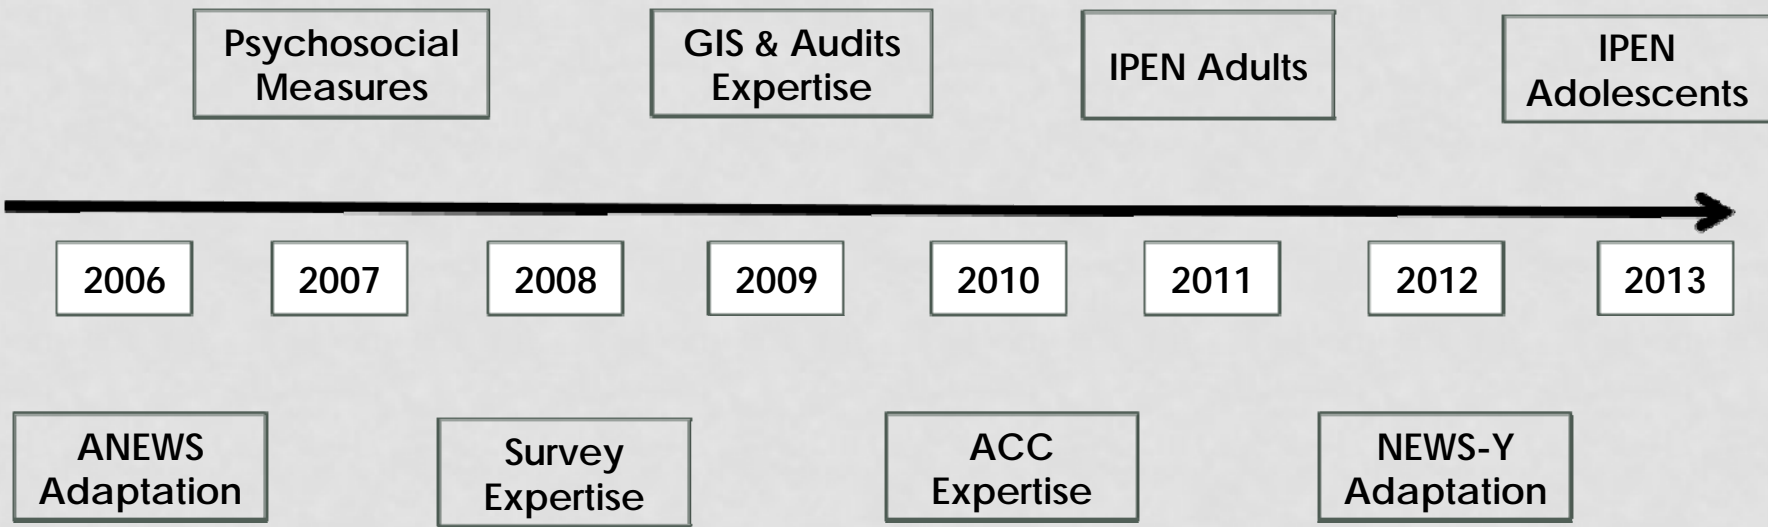 Psychosocial
Measures
GIS & Audits
Expertise
IPEN Adults
IPEN
Adolescents
2006
2007
2008
2009
2010
2011
2012
2013
ANEWS
Adaptation
Survey
Expertise
ACC
Expertise
NEWS-Y
Adaptation